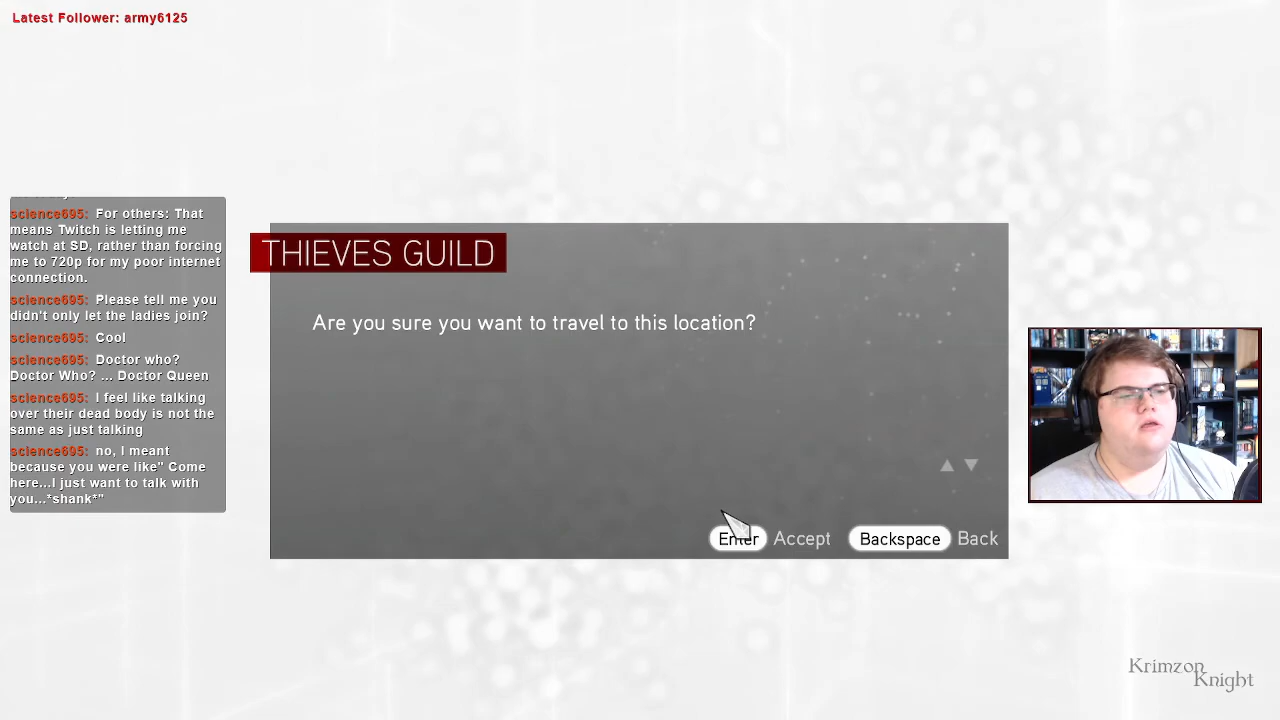 Latest Follower: army6125
science695: For others: That
means Twitch is letting me
watch at SD, rather than forcing
me to 720p for my poor internet
connection.
science695: Please tell me you
didn't only let the ladies join?
science695: Cool
science695: Doctor who?
Doctor Who? ... Doctor Queen
science695: I feel like talking
over their dead body is not the
same as just talking
science695: no, I meant
because you were like" Come
here...I just want to talk with
you...*shank*"
THIEVES GUILD
Are you sure you want to travel to this location?
Enter Accept Backspace Back
Krimzon
Knight